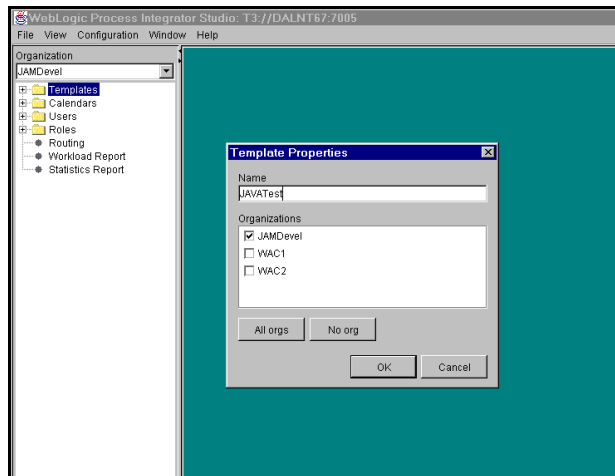 WebLogic Process Integrator Studio: T3://DALNT67:7005
File View Configuration Window Help
Organization
JAMDevel
Templates
Calendars
Users
Roles
Routing
Workload Report
Statistics Report
Template Properties
Name
JAVATest
Organizations
JAMDevel
WAC1
WAC2
All orgs No org
OK Cancel